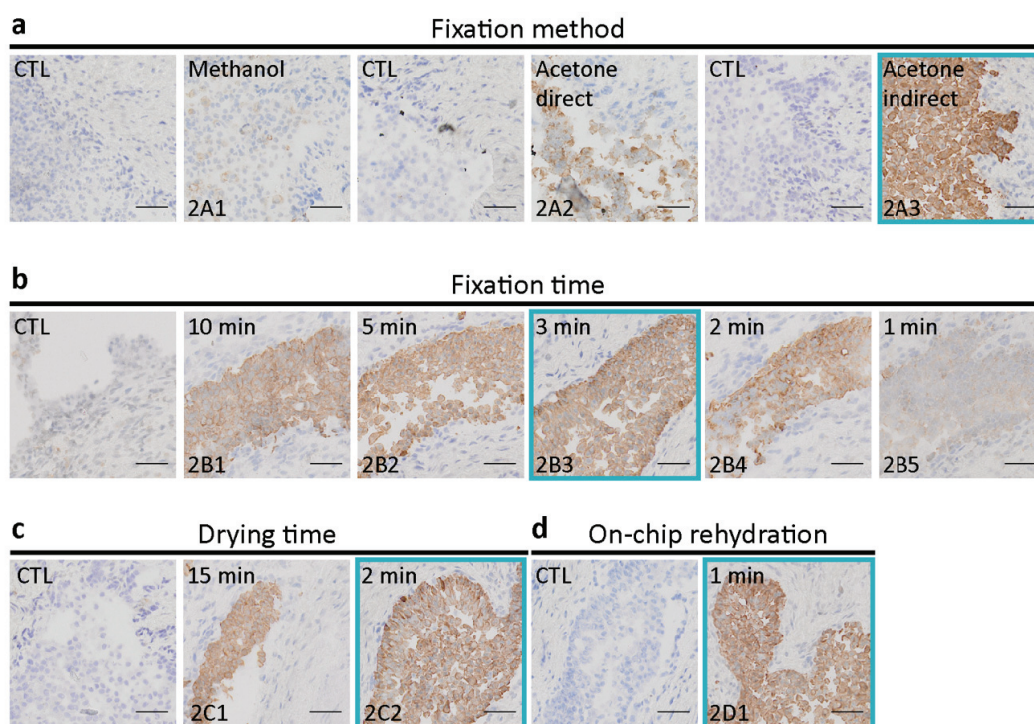 a
Fixation method
CTL
Methanol
CTL
Acetone
direct
CTL
Acetone
indirect
2A1
2A2
2A3
b
Fixation time
CTL
10 min
5 min
3 min
2 min
1 min
2B1
2B2
2B3
2B4
2B5
c
Drying time
d
On-chip rehydration
CTL
15 min
2 min
CTL
1 min
2C1
2C2
2D1